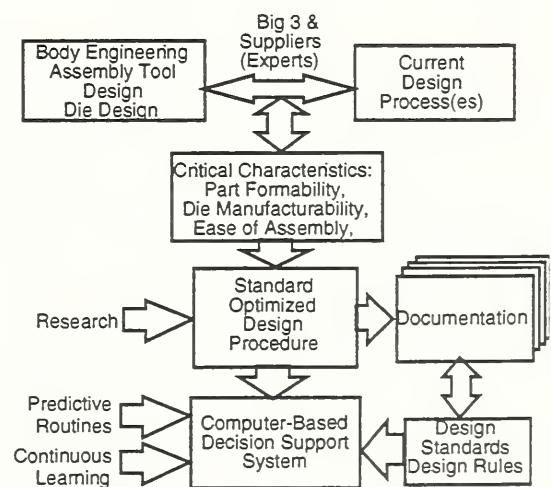 Big 3 &
Suppliers
(Experts)
Body Engineering
Assembly Tool
Design
Die Design
Current
Design
Process(es)
Critical Characteristics:
Part Formability,
Die Manufacturability,
Ease of Assembly,
Standard
Optimized
Design
Procedure
Research
Documentation
Predictive
Routines
Continuous
Learning
Computer-Based
Decision Support
System
Design
Standards
Design Rules